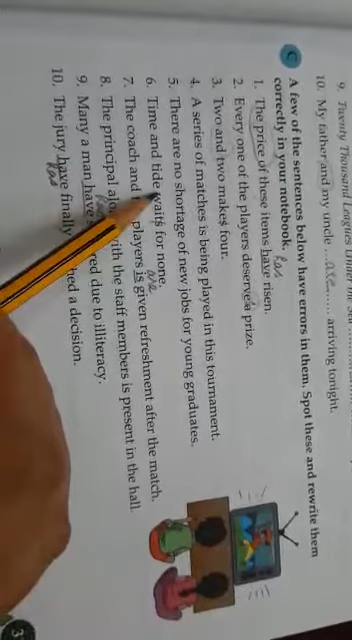 9. Twenty Thousand Leagues Under the Sea ..........
10. My father and my uncle ...are...... arriving tonight.
C A few of the sentences below have errors in them. Spot these and rewrite them
correctly in your notebook.
has
1. The price of these items have risen.
2. Every one of the players deserve a prize.
3. Two and two makes four.
4. A series of matches is being played in this tournament.
5. There are no shortage of new jobs for young graduates.
6. Time and tide waits for none.
are
7. The coach and players is given refreshment after the match.
8. The principal with the staff members is present in the hall.
9. Many a man have due to illiteracy.
10. The jury have finally a decision.
has